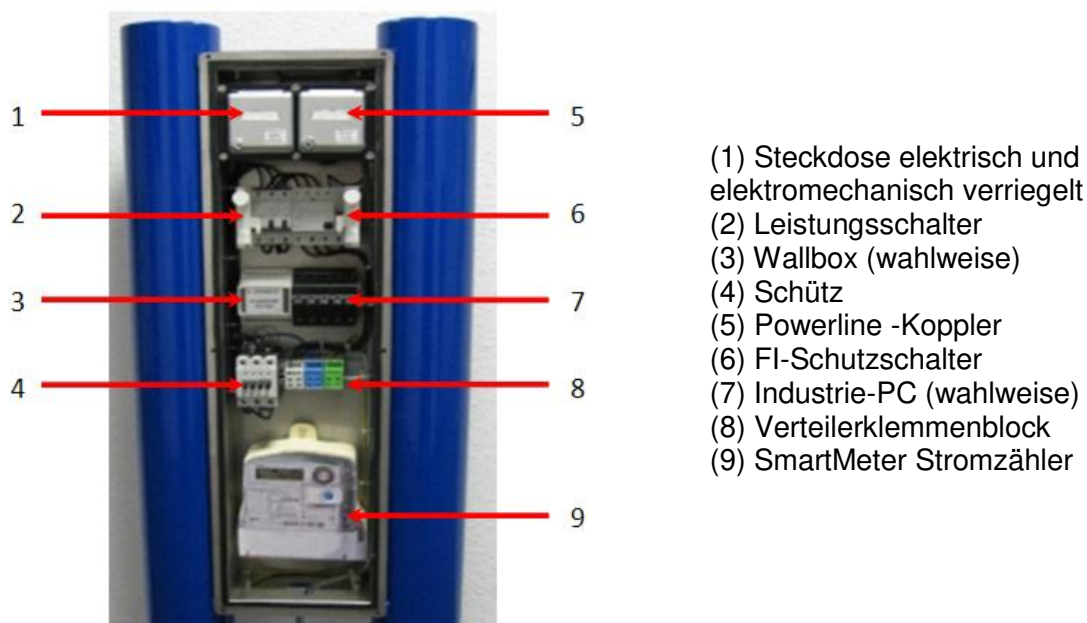 1
2
3
4
5
6
7
8
9
(1) Steckdose elektrisch und
elektromechanisch verriegelt
(2) Leistungsschalter
(3) Wallbox (wahlweise)
(4) Schütz
(5) Powerline -Koppler
(6) FI-Schutzschalter
(7) Industrie-PC (wahlweise)
(8) Verteilerklemmenblock
(9) SmartMeter Stromzähler